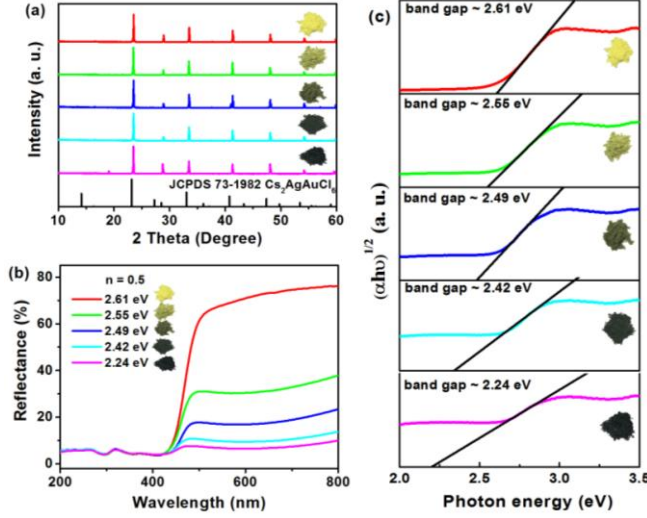 (a)
Intensity (a. u.)
JCPDS 73-1982 Cs2AgAuCl6
10 20 30 40 50 60
2 Theta (Degree)
(b)
80
60
40
20
0
Reflectance (%)
n = 0.5
2.61 eV
2.55 eV
2.49 eV
2.42 eV
2.24 eV
200 300 400 500 600 700 800
Wavelength (nm)
(c)
band gap ~ 2.61 eV
band gap ~ 2.55 eV
band gap ~ 2.49 eV
band gap ~ 2.42 eV
band gap ~ 2.24 eV
(αhυ)^1/2 (a. u.)
2.0 2.5 3.0 3.5
Photon energy (eV)